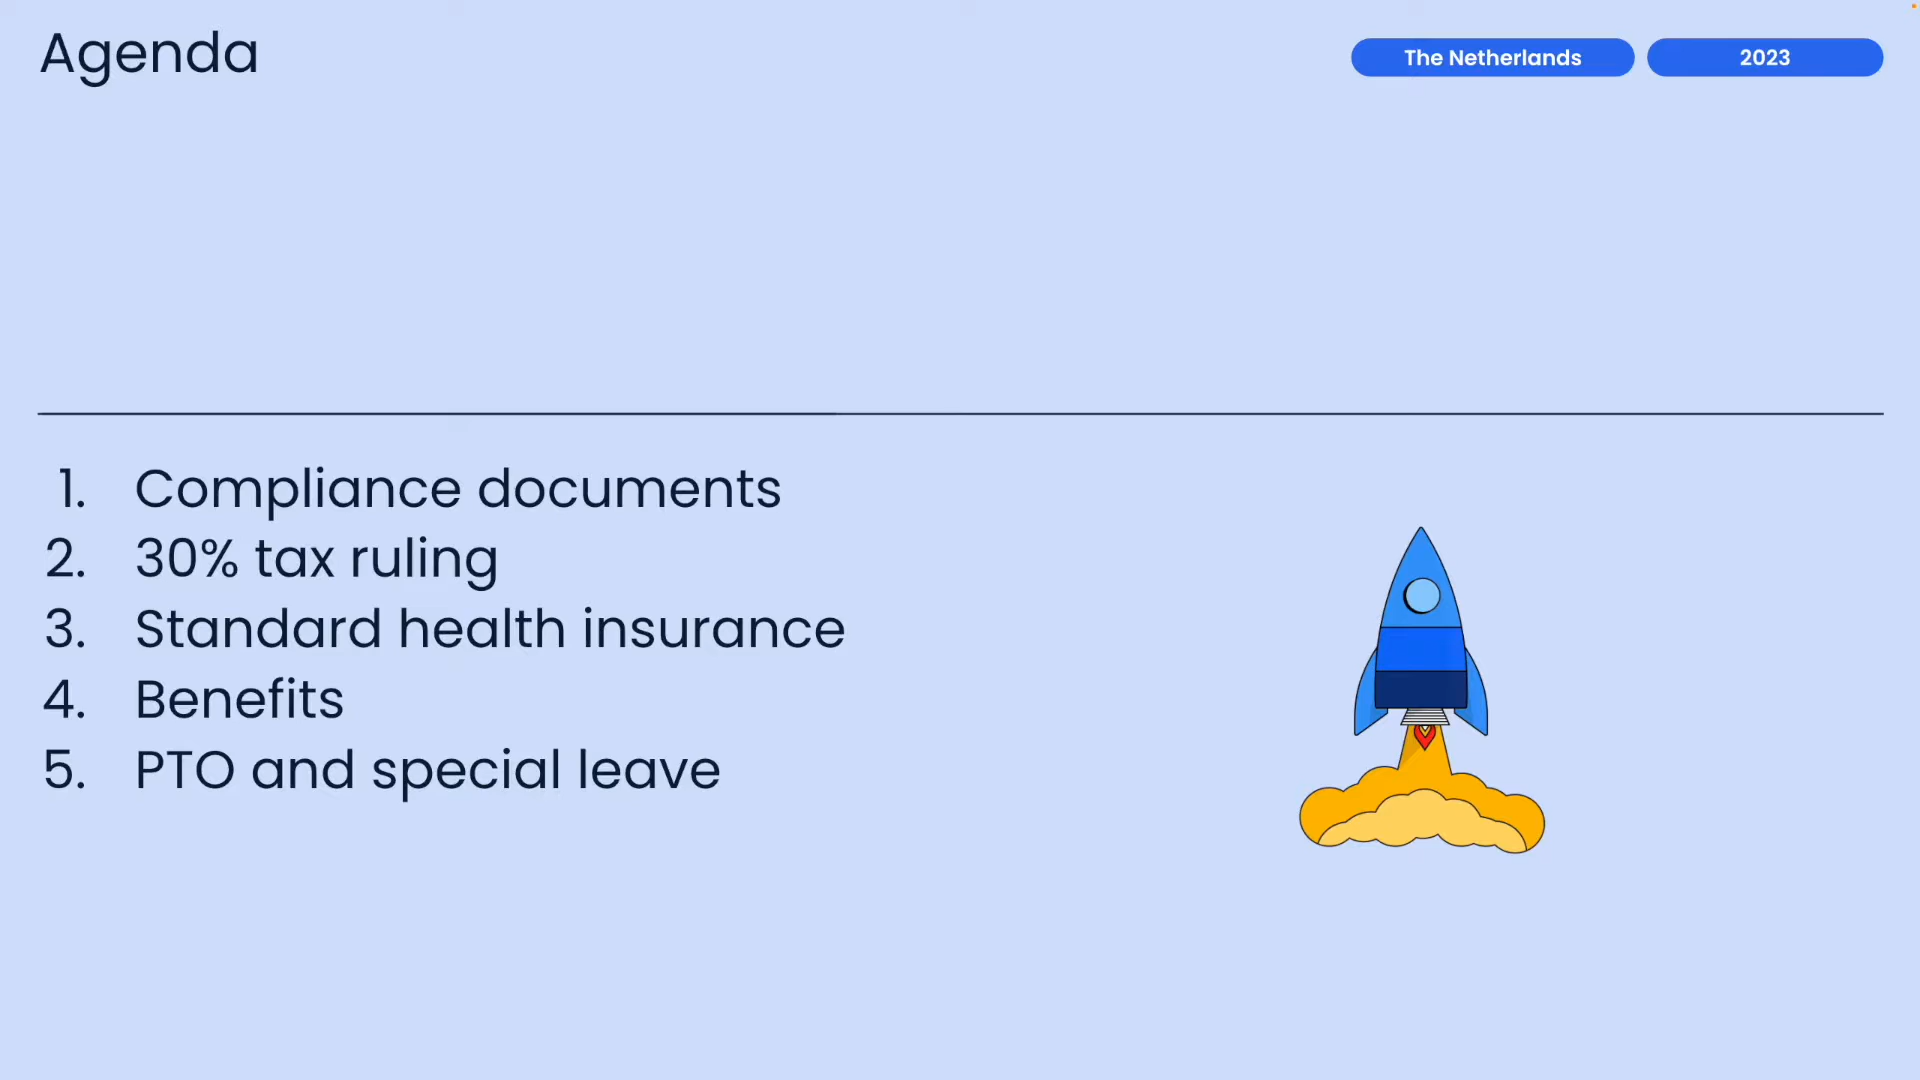 Agenda
The Netherlands
2023
1. Compliance documents
2. 30% tax ruling
3. Standard health insurance
4. Benefits
5. PTO and special leave